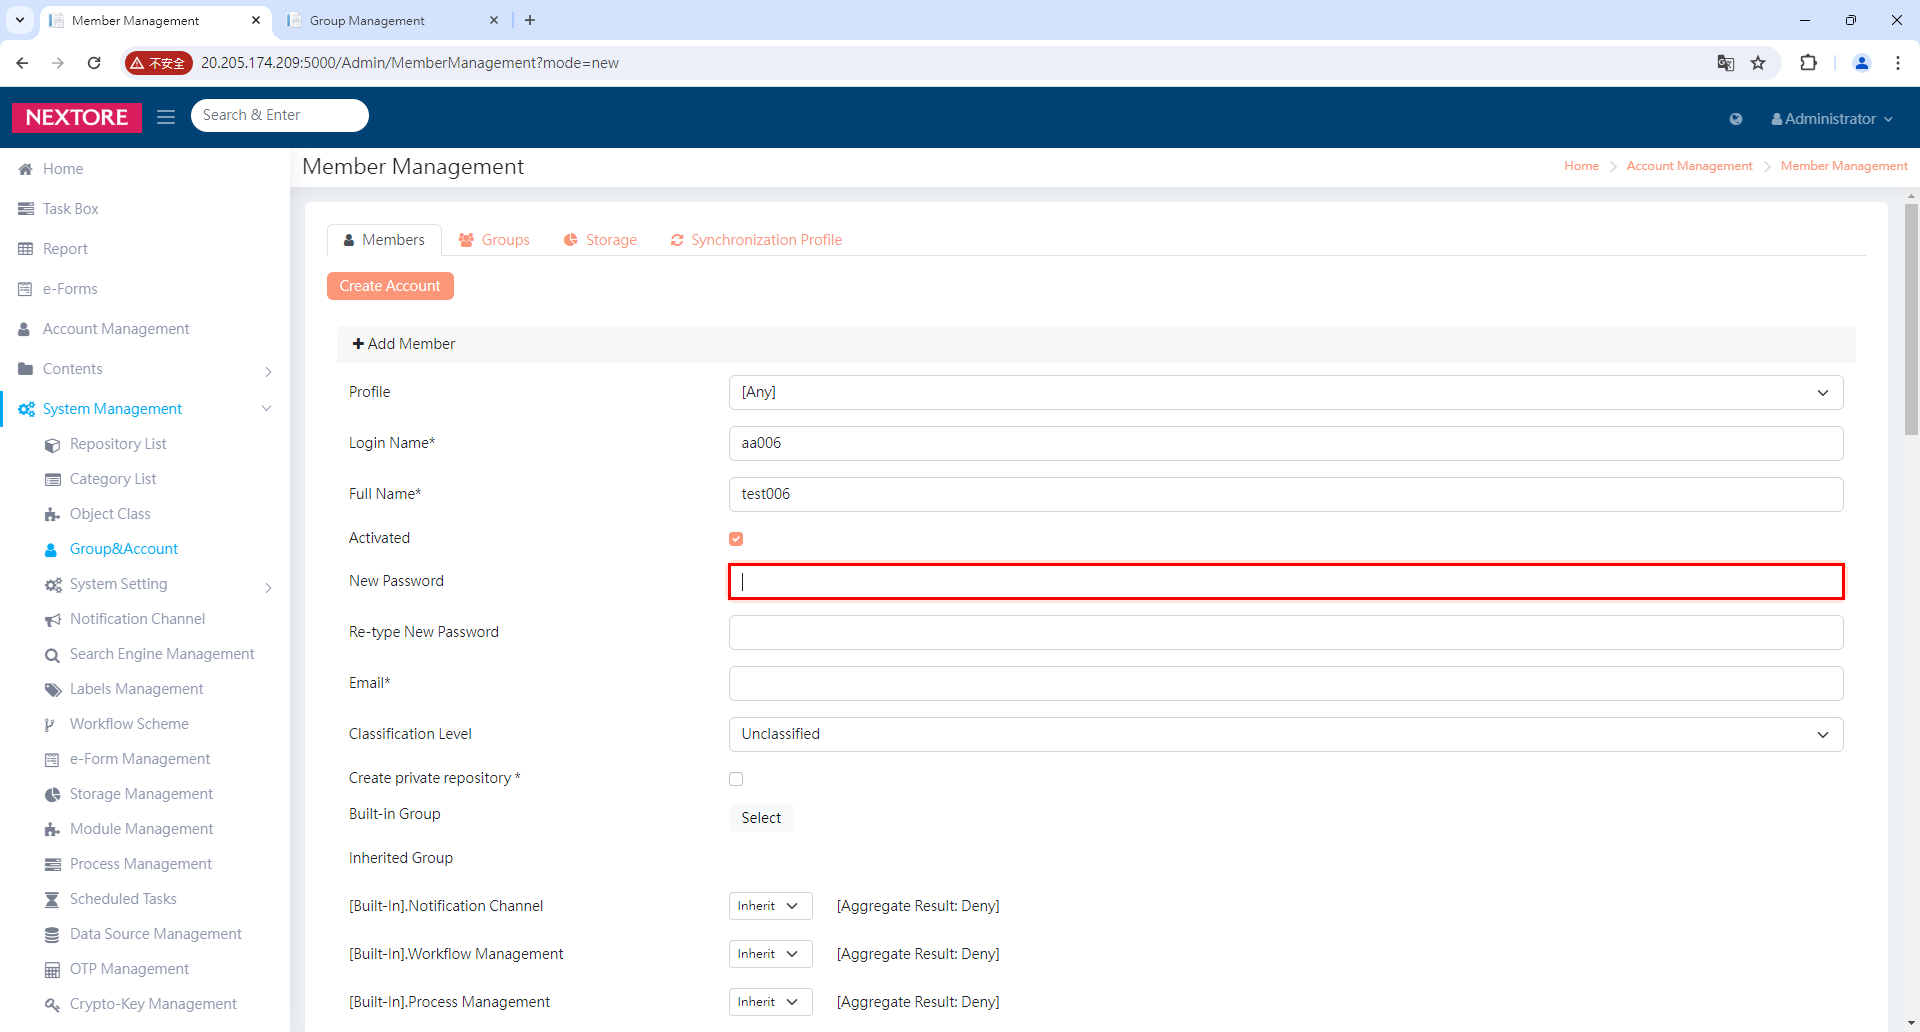 Member Management
Group Management
不安全
20.205.174.209:5000/Admin/MemberManagement?mode=new
NEXTORE
Search & Enter
Administrator
Home
Task Box
Report
e-Forms
Account Management
Contents
System Management
Repository List
Category List
Object Class
Group&Account
System Setting
Notification Channel
Search Engine Management
Labels Management
Workflow Scheme
e-Form Management
Storage Management
Module Management
Process Management
Scheduled Tasks
Data Source Management
OTP Management
Crypto-Key Management
Member Management
Home
Account Management
Member Management
Members
Groups
Storage
Synchronization Profile
Create Account
Add Member
Profile
[Any]
Login Name*
aa006
Full Name*
test006
Activated
New Password
Re-type New Password
Email*
Classification Level
Unclassified
Create private repository *
Built-in Group
Select
Inherited Group
[Built-In].Notification Channel
Inherit
[Aggregate Result: Deny]
[Built-In].Workflow Management
Inherit
[Aggregate Result: Deny]
[Built-In].Process Management
Inherit
[Aggregate Result: Deny]